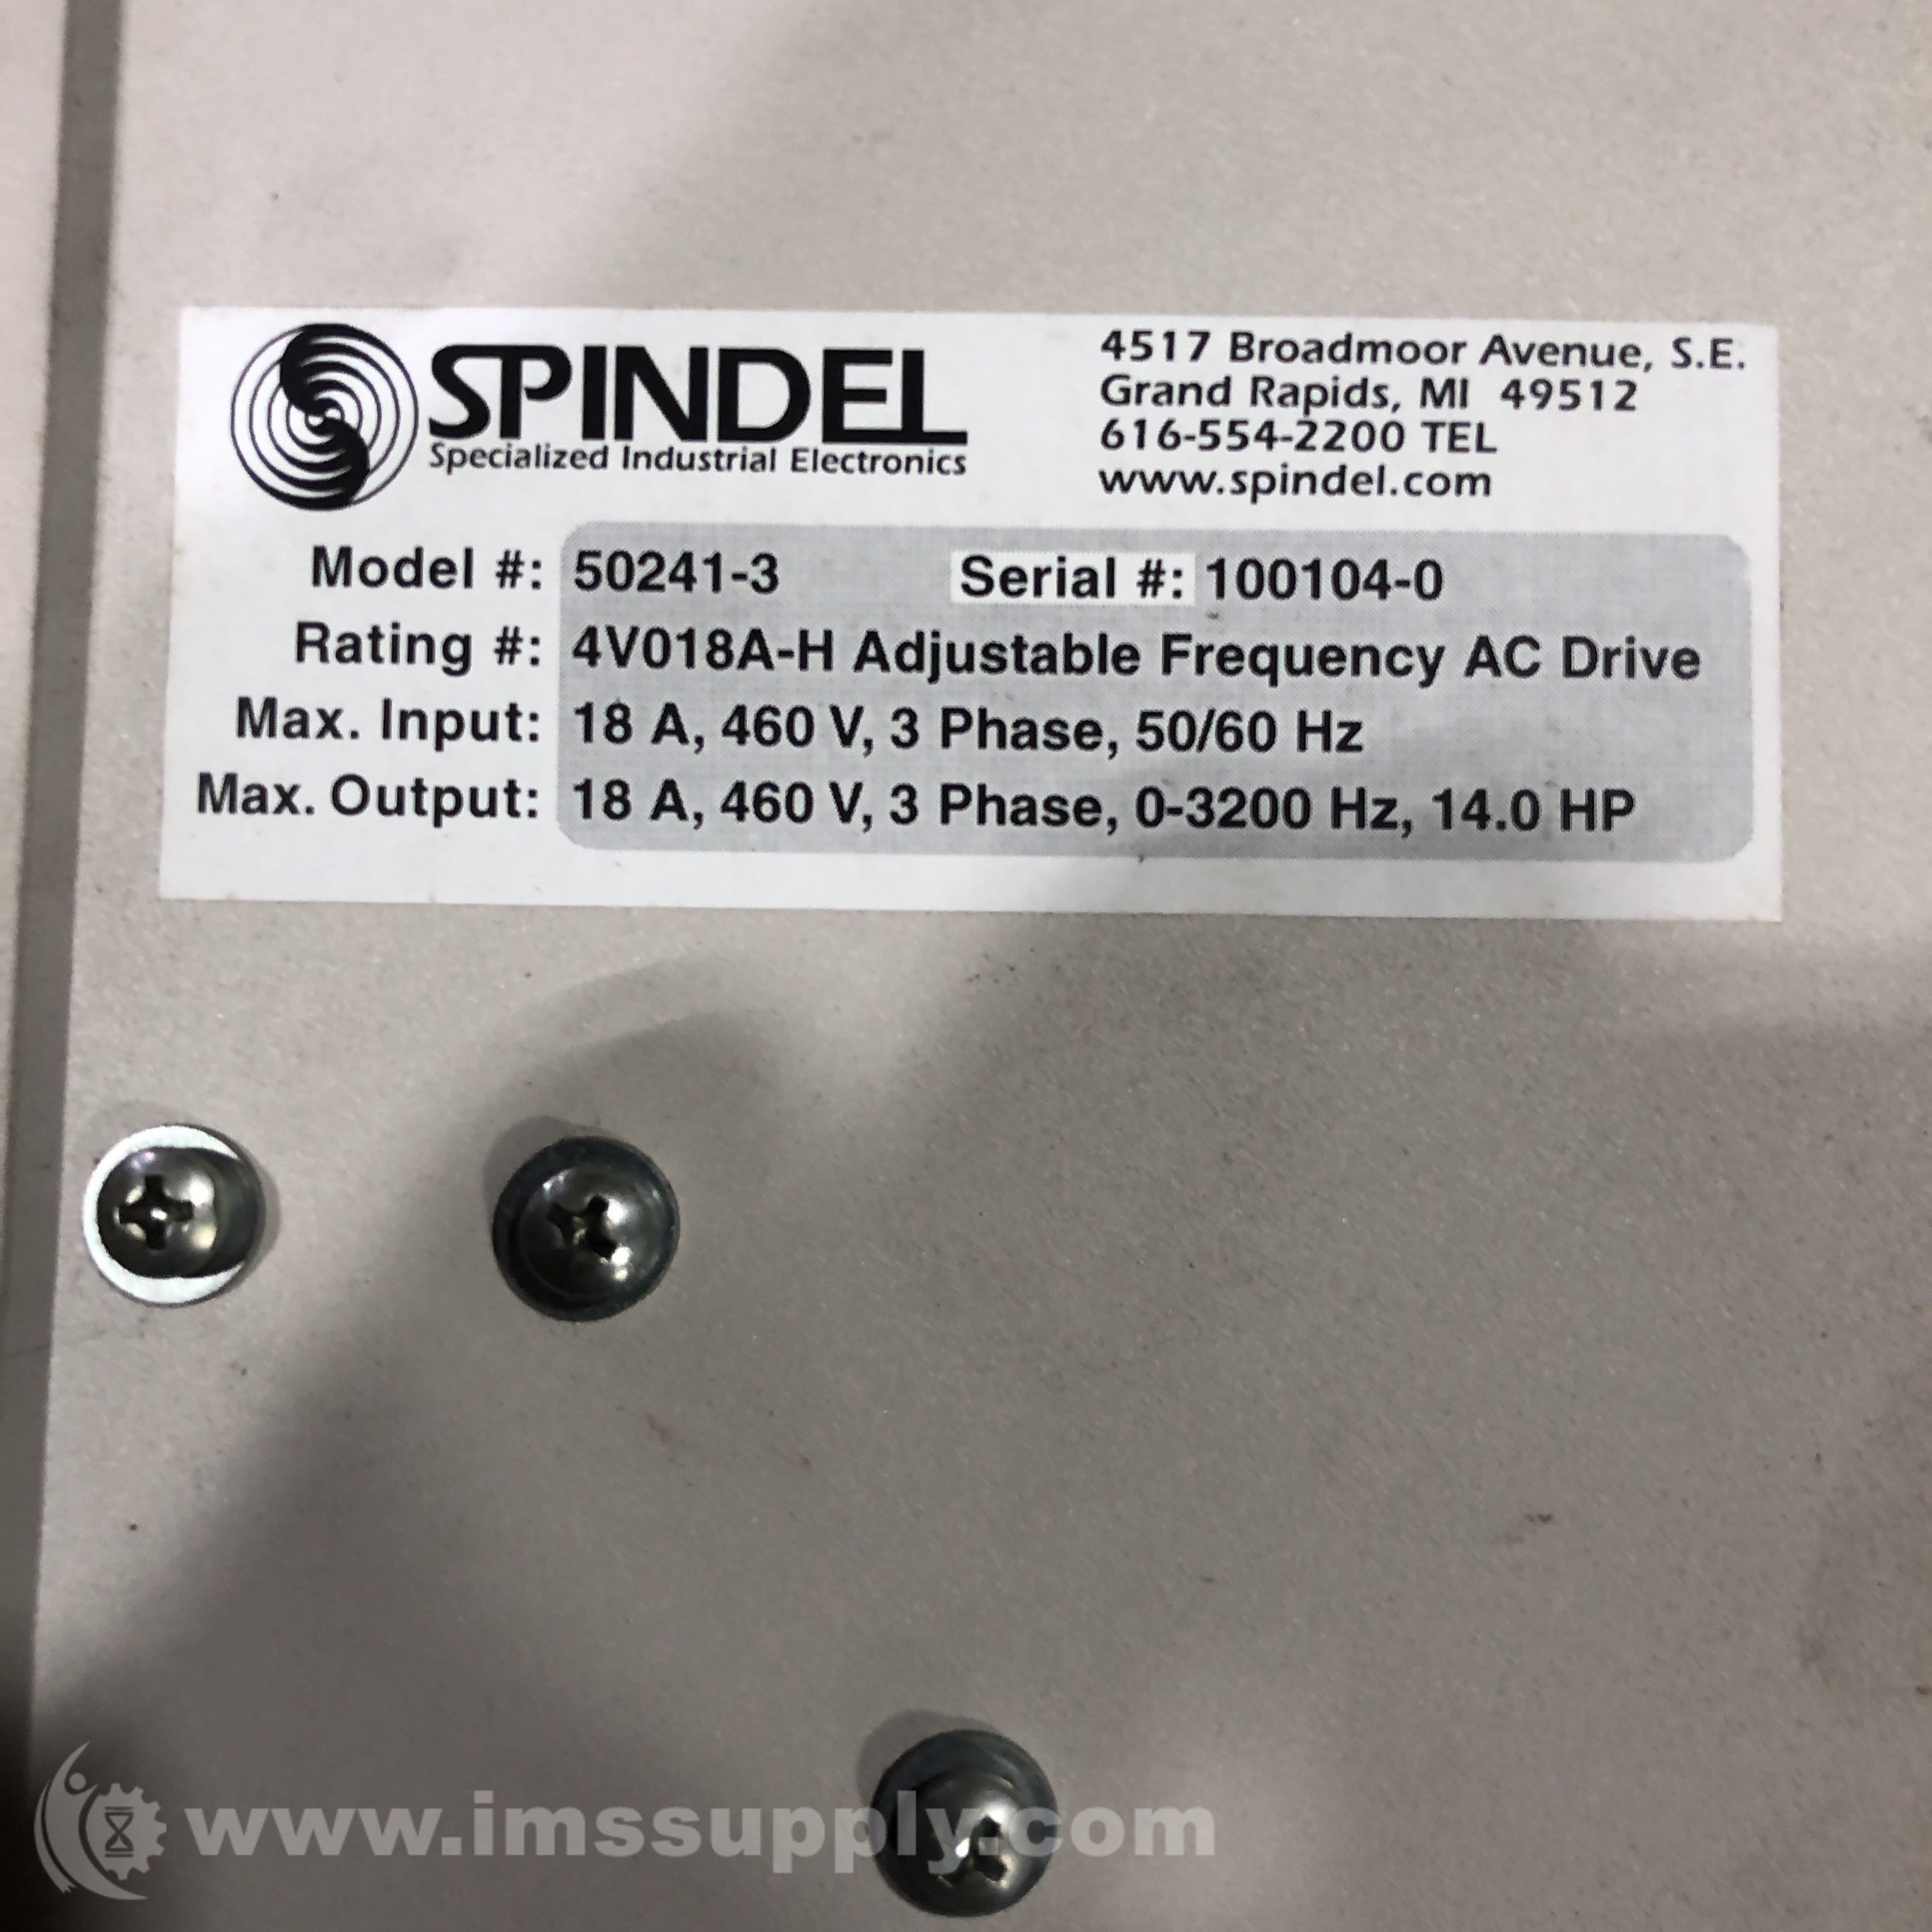 SPINDEL
Specialized Industrial Electronics
4517 Broadmoor Avenue, S.E.
Grand Rapids, MI 49512
616-554-2200 TEL
www.spindel.com
Model #: 50241-3 Serial #: 100104-0
Rating #: 4V018A-H Adjustable Frequency AC Drive
Max. Input: 18 A, 460 V, 3 Phase, 50/60 Hz
Max. Output: 18 A, 460 V, 3 Phase, 0-3200 Hz, 14.0 HP
www.imssupply.com